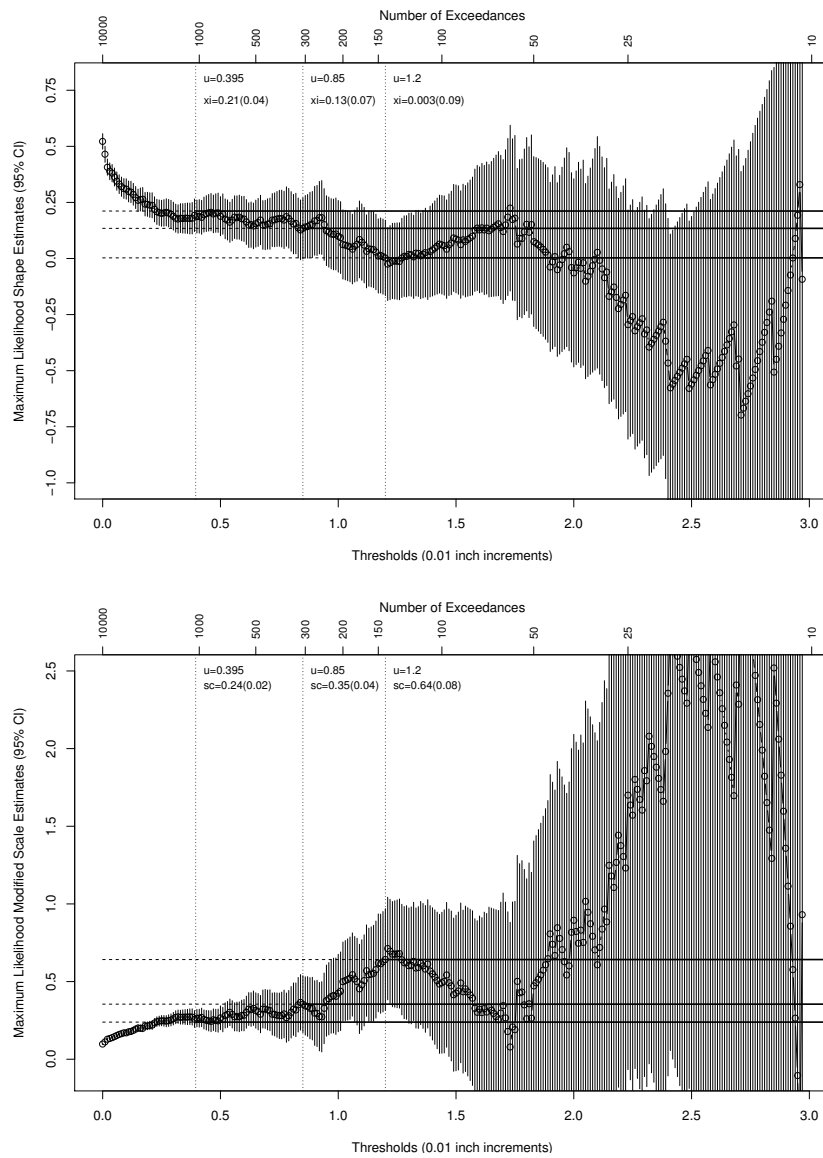 Number of Exceedances
10000 1000 500 300 200 150 100 50 25 10
u=0.395 u=0.85 u=1.2
xi=0.21(0.04) xi=0.13(0.07) xi=0.003(0.09)
Maximum Likelihood Shape Estimates (95% CI)
0.75
0.5
0.25
0.0
−0.25
−0.5
−0.75
−1.0
0.0 0.5 1.0 1.5 2.0 2.5 3.0
Thresholds (0.01 inch increments)
Number of Exceedances
10000 1000 500 300 200 150 100 50 25 10
u=0.395 u=0.85 u=1.2
sc=0.24(0.02) sc=0.35(0.04) sc=0.64(0.08)
Maximum Likelihood Modified Scale Estimates (95% CI)
2.5
2.0
1.5
1.0
0.5
0.0
0.0 0.5 1.0 1.5 2.0 2.5 3.0
Thresholds (0.01 inch increments)